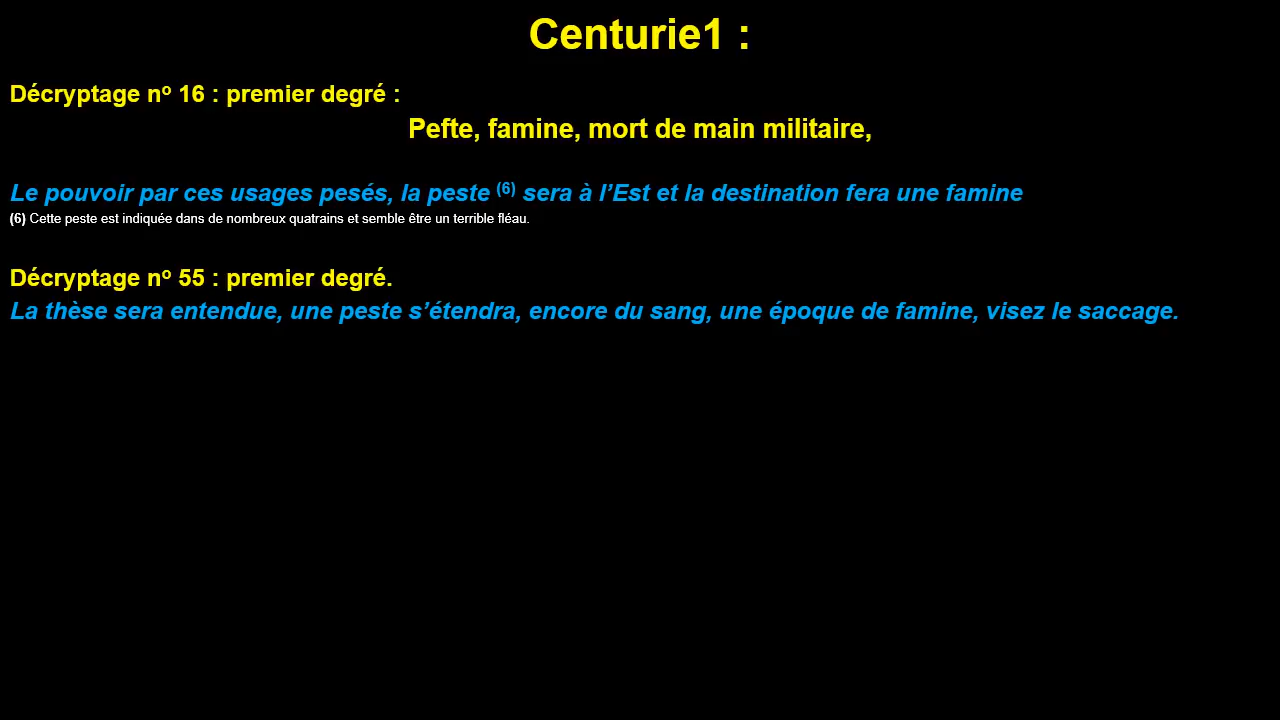 Centurie1 :
Décryptage nº 16 : premier degré :
Pefte, famine, mort de main militaire,
Le pouvoir par ces usages pesés, la peste (6) sera à l’Est et la destination fera une famine
(6) Cette peste est indiquée dans de nombreux quatrains et semble être un terrible fléau.
Décryptage nº 55 : premier degré.
La thèse sera entendue, une peste s’étendra, encore du sang, une époque de famine, visez le saccage.